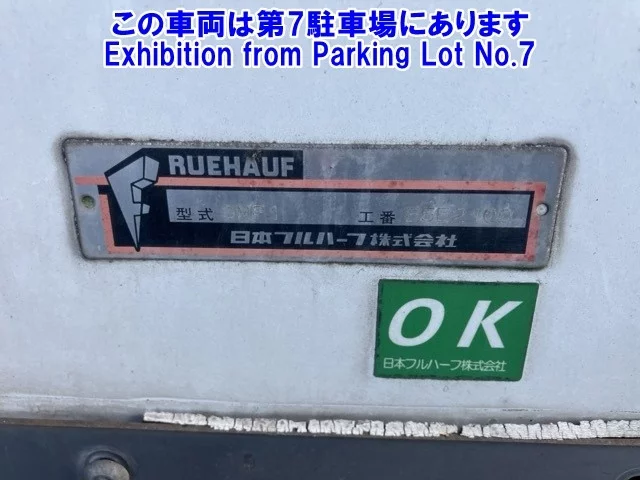 この車両は第7駐車場にあります
Exhibition from Parking Lot No.7
RUEHAUF
型式
工番
日本フルハーフ株式会社
OK
日本フルハーフ株式会社